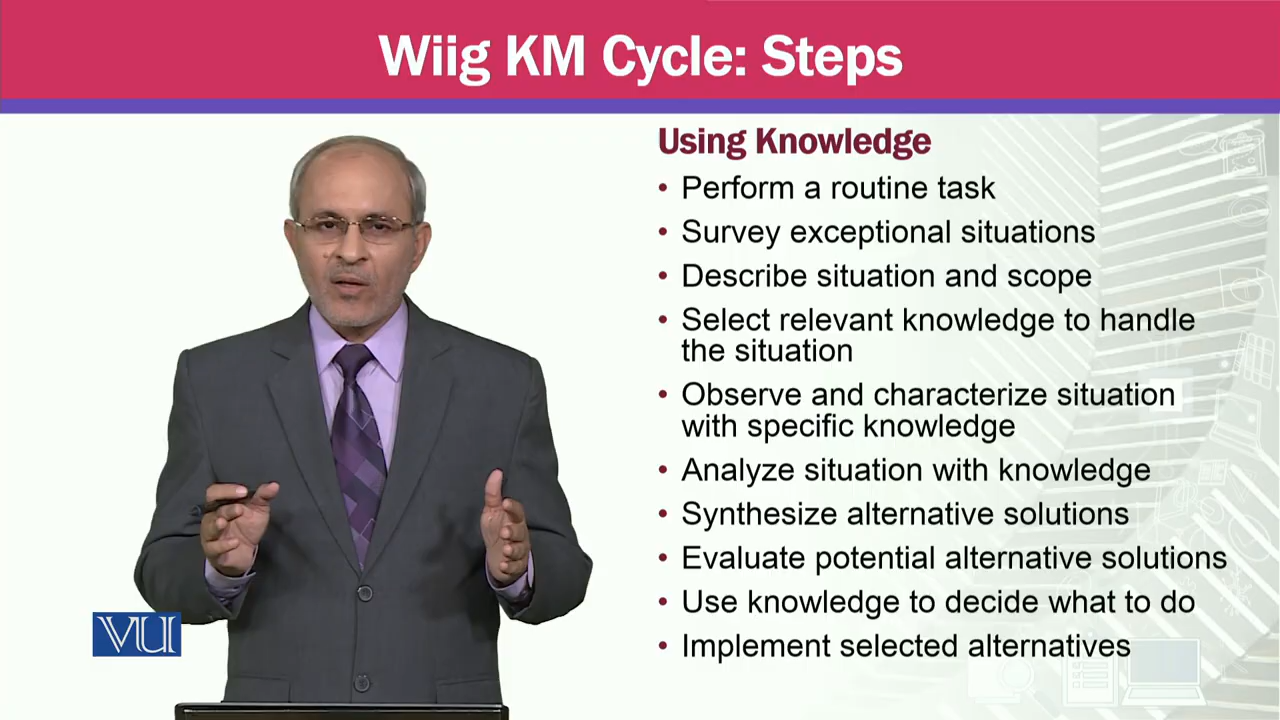 Wiig KM Cycle: Steps
Using Knowledge
• Perform a routine task
• Survey exceptional situations
• Describe situation and scope
• Select relevant knowledge to handle
the situation
• Observe and characterize situation
with specific knowledge
• Analyze situation with knowledge
• Synthesize alternative solutions
• Evaluate potential alternative solutions
• Use knowledge to decide what to do
• Implement selected alternatives
VU